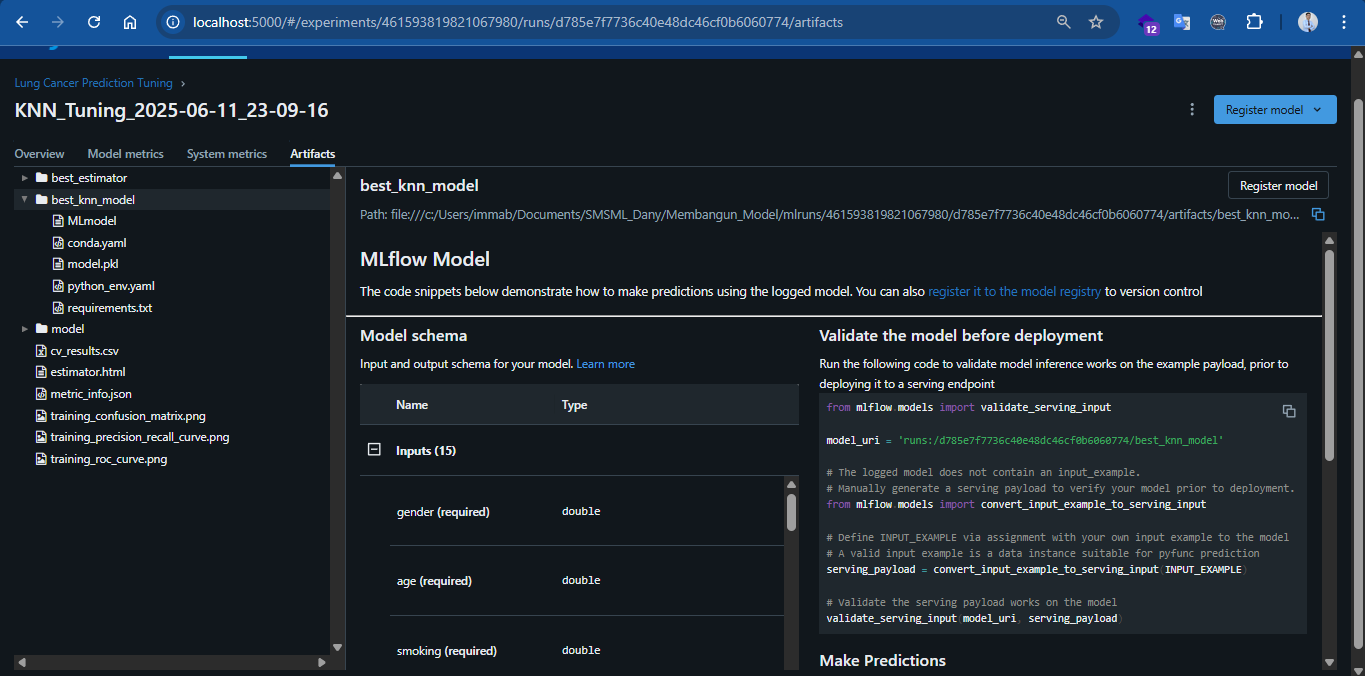 localhost:5000/#/experiments/461593819821067980/runs/d785e7f7736c40e48dc46cf0b6060774/artifacts
12
Lung Cancer Prediction Tuning
KNN_Tuning_2025-06-11_23-09-16
Register model
Overview Model metrics System metrics Artifacts
best_estimator
best_knn_model
MLmodel
conda.yaml
model.pkl
python_env.yaml
requirements.txt
model
cv_results.csv
estimator.html
metric_info.json
training_confusion_matrix.png
training_precision_recall_curve.png
training_roc_curve.png
best_knn_model
Register model
Path: file:///c:/Users/immab/Documents/SMSML_Dany/Membangun_Model/mlruns/461593819821067980/d785e7f7736c40e48dc46cf0b6060774/artifacts/best_knn_mo...
MLflow Model
The code snippets below demonstrate how to make predictions using the logged model. You can also register it to the model registry to version control
Model schema
Input and output schema for your model. Learn more
Name Type
Inputs (15)
gender (required) double
age (required) double
smoking (required) double
Validate the model before deployment
Run the following code to validate model inference works on the example payload, prior to
deploying it to a serving endpoint
from mlflow.models import validate_serving_input
model_uri = 'runs:/d785e7f7736c40e48dc46cf0b6060774/best_knn_model'
# The logged model does not contain an input_example.
# Manually generate a serving payload to verify your model prior to deployment.
from mlflow.models import convert_input_example_to_serving_input
# Define INPUT_EXAMPLE via assignment with your own input example to the model
# A valid input example is a data instance suitable for pyfunc prediction
serving_payload = convert_input_example_to_serving_input(INPUT_EXAMPLE)
# Validate the serving payload works on the model
validate_serving_input(model_uri, serving_payload)
Make Predictions